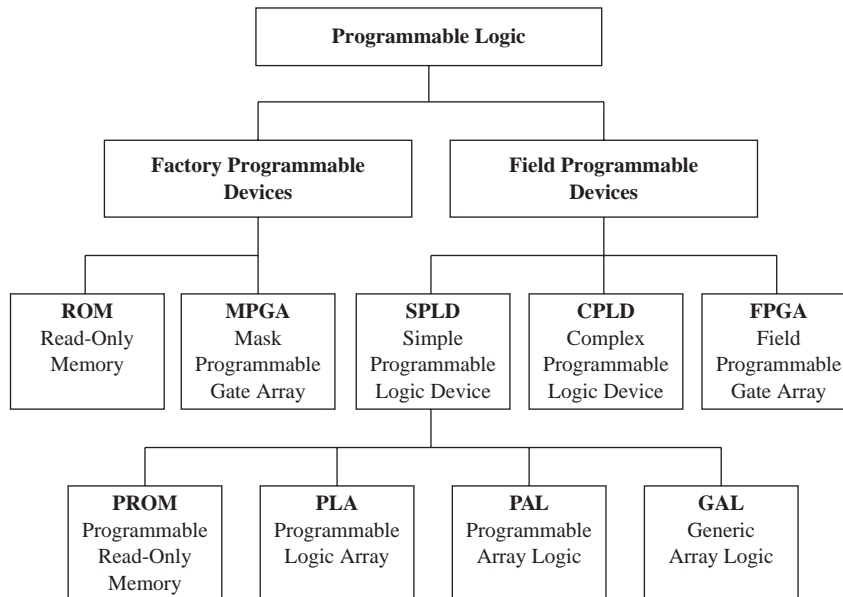 Programmable Logic
Factory Programmable
Devices
Field Programmable
Devices
ROM
Read-Only
Memory
MPGA
Mask
Programmable
Gate Array
SPLD
Simple
Programmable
Logic Device
CPLD
Complex
Programmable
Logic Device
FPGA
Field
Programmable
Gate Array
PROM
Programmable
Read-Only
Memory
PLA
Programmable
Logic Array
PAL
Programmable
Array Logic
GAL
Generic
Array Logic